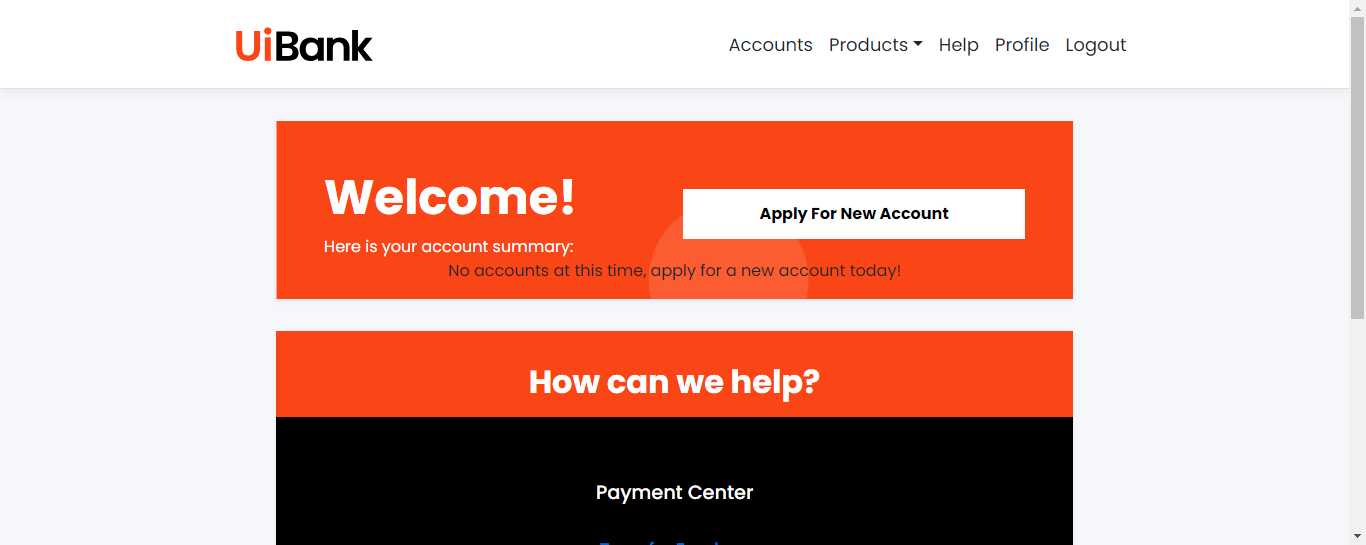 UiBank
Accounts Products Help Profile Logout
Welcome!
Apply For New Account
Here is your account summary:
No accounts at this time, apply for a new account today!
How can we help?
Payment Center